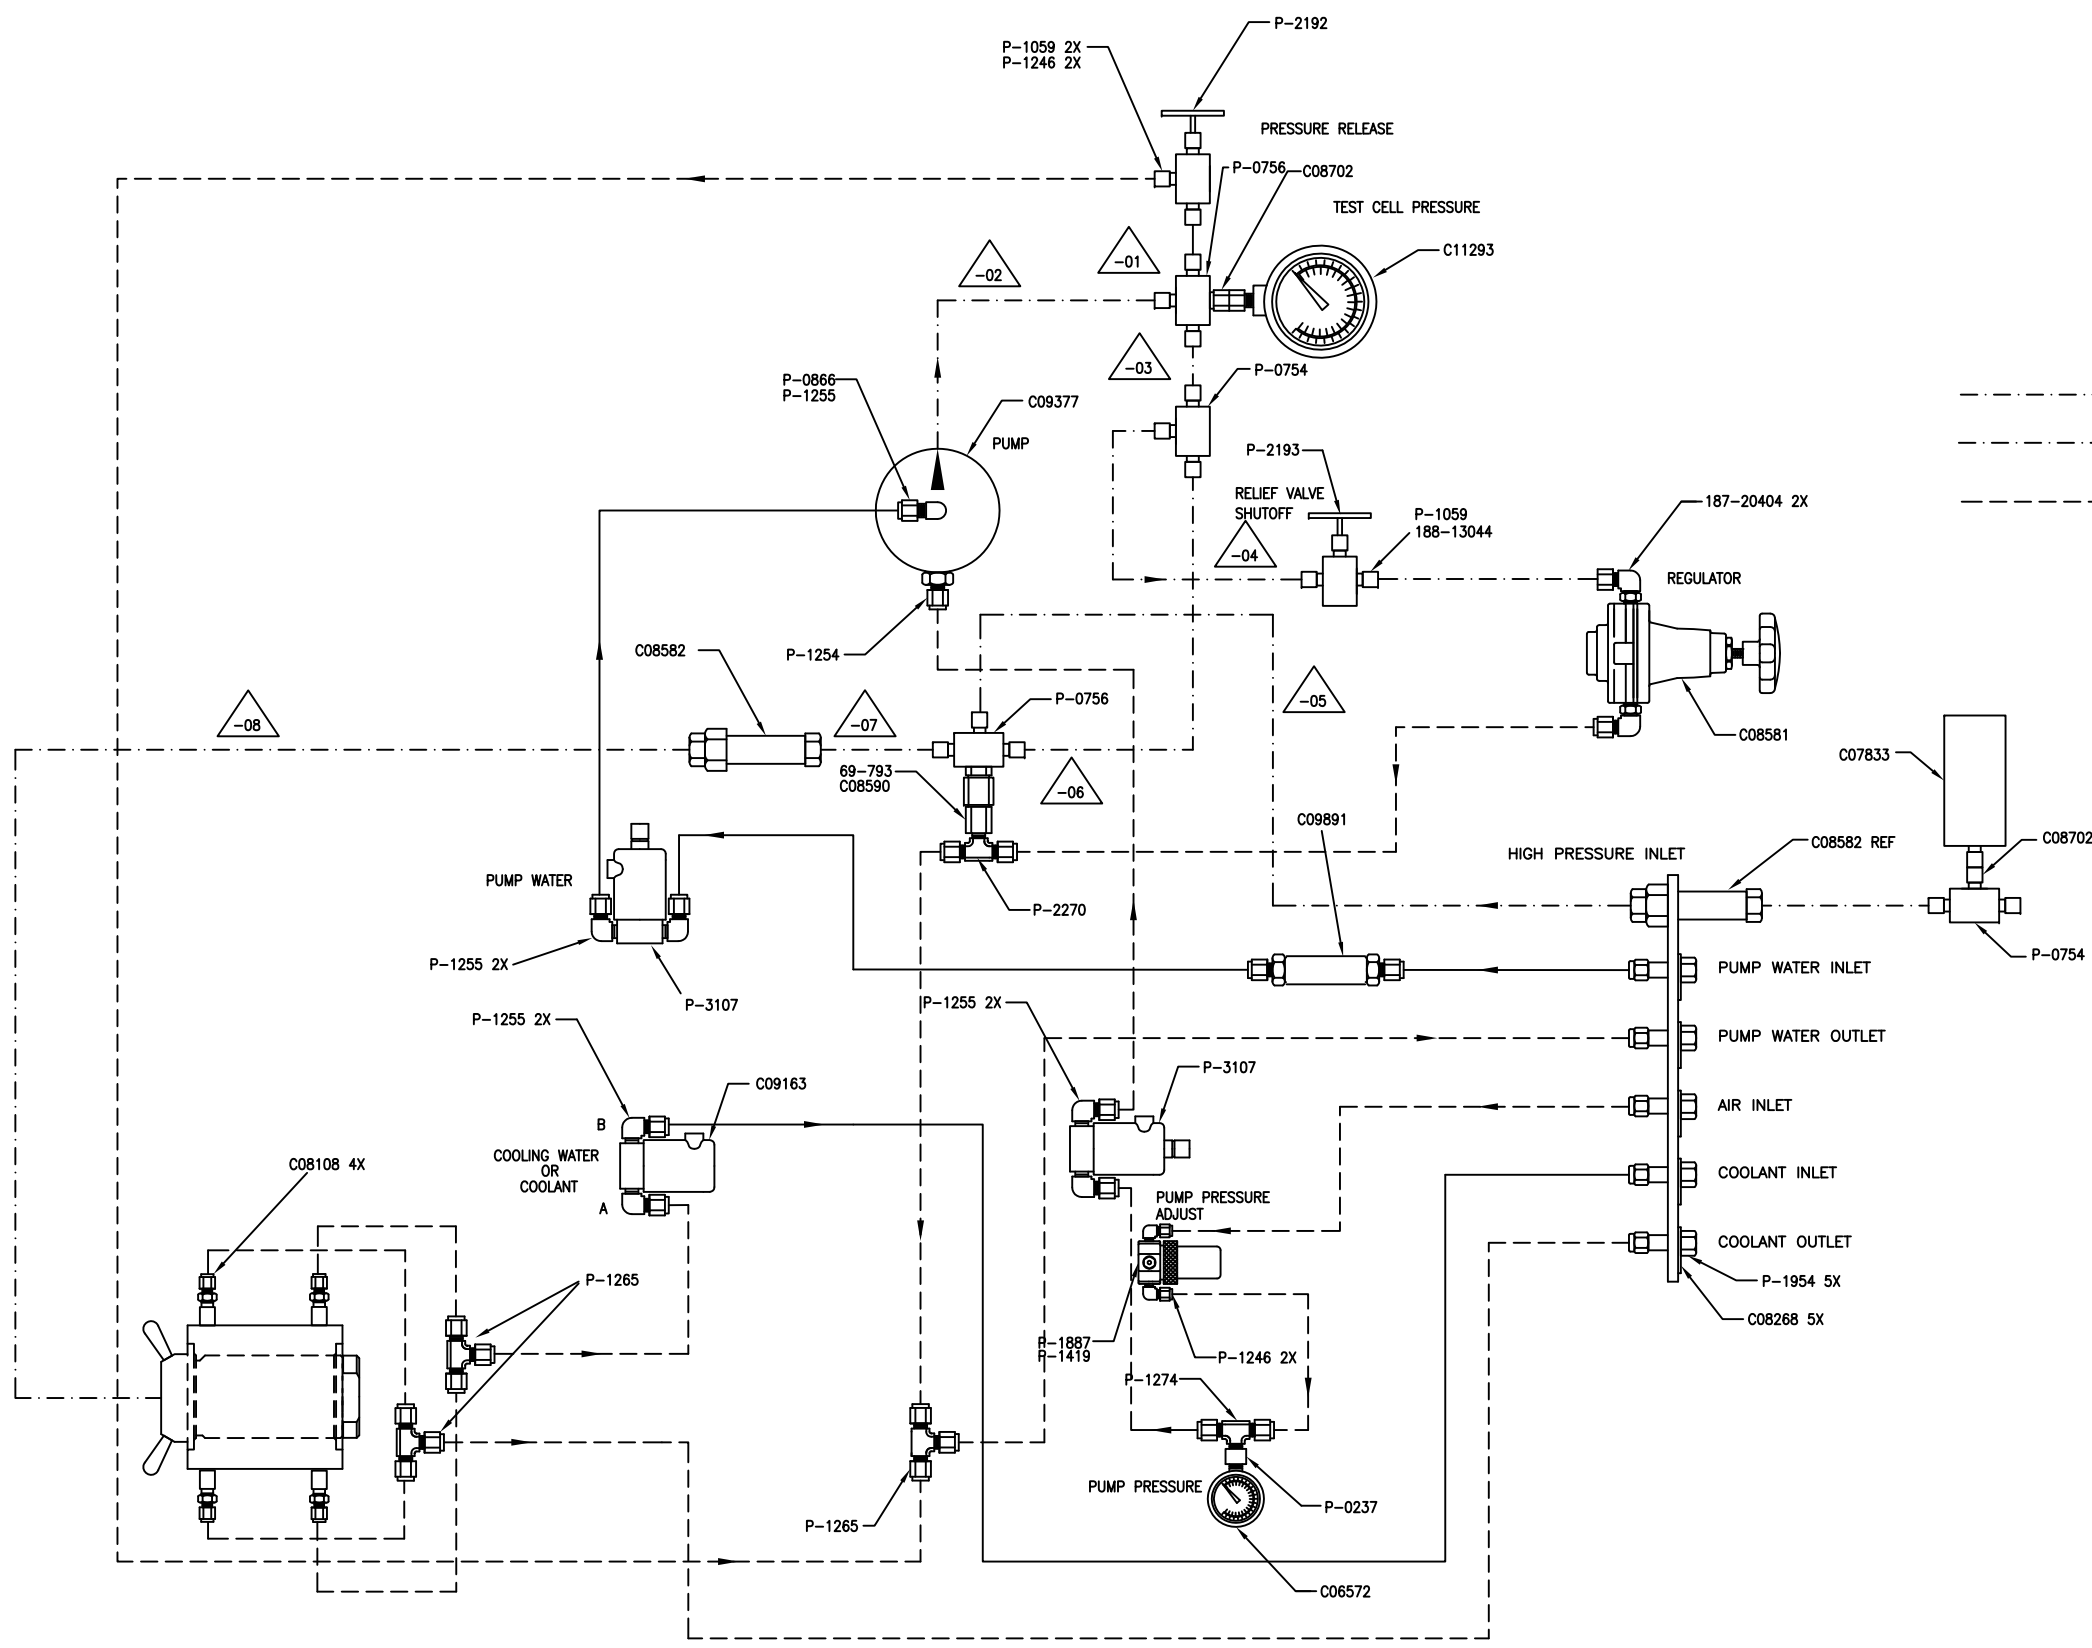 P-2192
P-1059 2X
P-1246 2X
PRESSURE RELEASE
P-0756
C08702
TEST CELL PRESSURE
C11293
-02
-01
-03
P-0754
P-0866
P-1255
C09377
PUMP
P-2193
RELIEF VALVE
SHUTOFF
-04
P-1059
188-13044
187-20404 2X
REGULATOR
C08582
P-1254
P-0756
-05
-08
-07
C08581
C07833
69-793
C08590
-06
C09891
HIGH PRESSURE INLET
C08582 REF
C08702
PUMP WATER
P-2270
P-1255 2X
P-0754
PUMP WATER INLET
P-3107
P-1255 2X
P-1255 2X
PUMP WATER OUTLET
P-3107
C09163
AIR INLET
B
COOLING WATER
OR
COOLANT
A
C08108 4X
COOLANT INLET
PUMP PRESSURE
ADJUST
COOLANT OUTLET
P-1265
P-1954 5X
C08268 5X
P-1887
P-1419
P-1246 2X
P-1274
PUMP PRESSURE
P-0237
P-1265
C06572